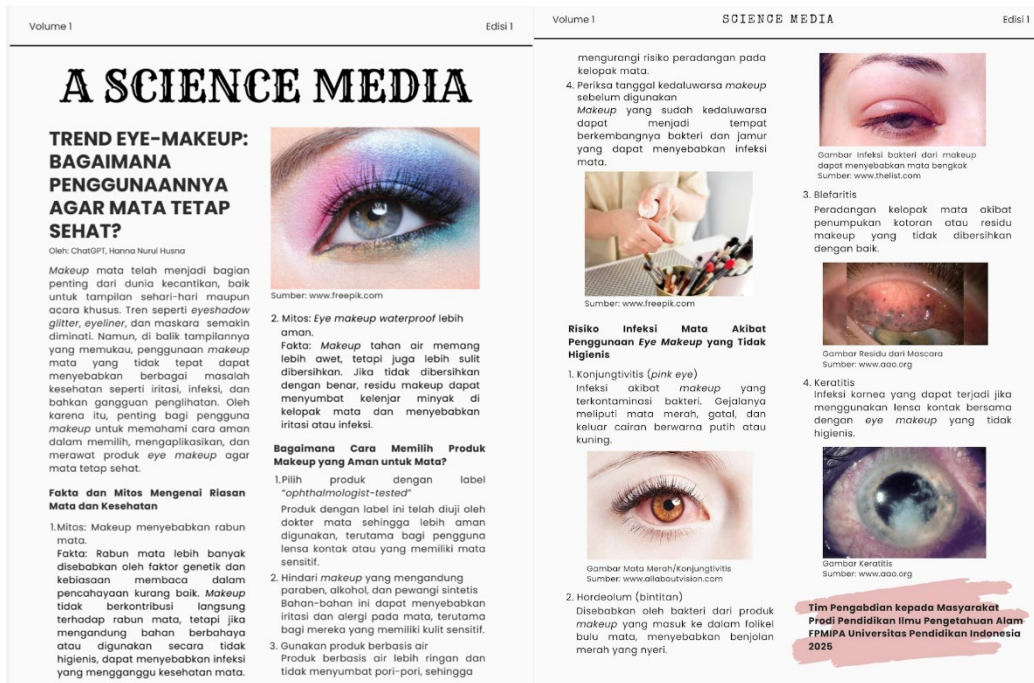 Volume 1
Edisi 1
A SCIENCE MEDIA
TREND EYE-MAKEUP:
BAGAIMANA
PENGGUNAANNYA
AGAR MATA TETAP
SEHAT?
Oleh: ChatGPT, Hanna Nurul Husna
Makeup mata telah menjadi bagian
penting dari dunia kecantikan, baik
untuk tampilan sehari-hari maupun
acara khusus. Tren seperti eyeshadow
glitter, eyeliner, dan maskara semakin
diminati. Namun, di balik tampilannya
yang memukau, penggunaan makeup
mata yang tidak tepat dapat
menyebabkan berbagai masalah
kesehatan seperti iritasi, infeksi, dan
bahkan gangguan penglihatan. Oleh
karena itu, penting bagi pengguna
makeup untuk memahami cara aman
dalam memilih, mengaplikasikan, dan
merawat produk eye makeup agar
mata tetap sehat.
Fakta dan Mitos Mengenai Riasan
Mata dan Kesehatan
1.Mitos: Makeup menyebabkan rabun
mata.
Fakta: Rabun mata lebih banyak
disebabkan oleh faktor genetik dan
kebiasaan membaca dalam
pencahayaan kurang baik. Makeup
tidak berkontribusi langsung
terhadap rabun mata, tetapi jika
mengandung bahan berbahaya
atau digunakan secara tidak
higienis, dapat menyebabkan infeksi
yang mengganggu kesehatan mata.
Sumber: www.freepik.com
2. Mitos: Eye makeup waterproof lebih
aman.
Fakta: Makeup tahan air memang
lebih awet, tetapi juga lebih sulit
dibersihkan. Jika tidak dibersihkan
dengan benar, residu makeup dapat
menyumbat kelenjar minyak di
kelopak mata dan menyebabkan
iritasi atau infeksi.
Bagaimana Cara Memilih Produk
Makeup yang Aman untuk Mata?
1.Pilih produk dengan label
"ophthalmologist-tested"
Produk dengan label ini telah diuji oleh
dokter mata sehingga lebih aman
digunakan, terutama bagi pengguna
lensa kontak atau yang memiliki mata
sensitif.
2. Hindari makeup yang mengandung
paraben, alkohol, dan pewangi sintetis
Bahan-bahan ini dapat menyebabkan
iritasi dan alergi pada mata, terutama
bagi mereka yang memiliki kulit sensitif.
3. Gunakan produk berbasis air
Produk berbasis air lebih ringan dan
tidak menyumbat pori-pori, sehingga
Volume 1
SCIENCE MEDIA
Edisi 1
mengurangi risiko peradangan pada
kelopak mata.
4. Periksa tanggal kedaluwarsa makeup
sebelum digunakan
Makeup yang sudah kedaluwarsa
dapat menjadi tempat
berkembangnya bakteri dan jamur
yang dapat menyebabkan infeksi
mata.
Sumber: www.freepik.com
Risiko Infeksi Mata Akibat
Penggunaan Eye Makeup yang Tidak
Higienis
1. Konjungtivitis (pink eye)
Infeksi akibat makeup yang
terkontaminasi bakteri. Gejalanya
meliputi mata merah, gatal, dan
keluar cairan berwarna putih atau
kuning.
Gambar Mata Merah/Konjungtivitis
Sumber: www.allaboutvision.com
2. Hordeolum (bintitan)
Disebabkan oleh bakteri dari produk
makeup yang masuk ke dalam folikel
bulu mata, menyebabkan benjolan
merah yang nyeri.
Gambar Infeksi bakteri dari makeup
dapat menyebabkan mata bengkak
Sumber: www.thelist.com
3. Blefaritis
Peradangan kelopak mata akibat
penumpukan kotoran atau residu
makeup yang tidak dibersihkan
dengan baik.
Gambar Residu dari Mascara
Sumber: www.aao.org
4. Keratitis
Infeksi kornea yang dapat terjadi jika
menggunakan lensa kontak bersama
dengan eye makeup yang tidak
higienis.
Gambar Keratitis
Sumber: www.aao.org
Tim Pengabdian kepada Masyarakat
Prodi Pendidikan Ilmu Pengetahuan Alam
FPMIPA Universitas Pendidikan Indonesia
2025